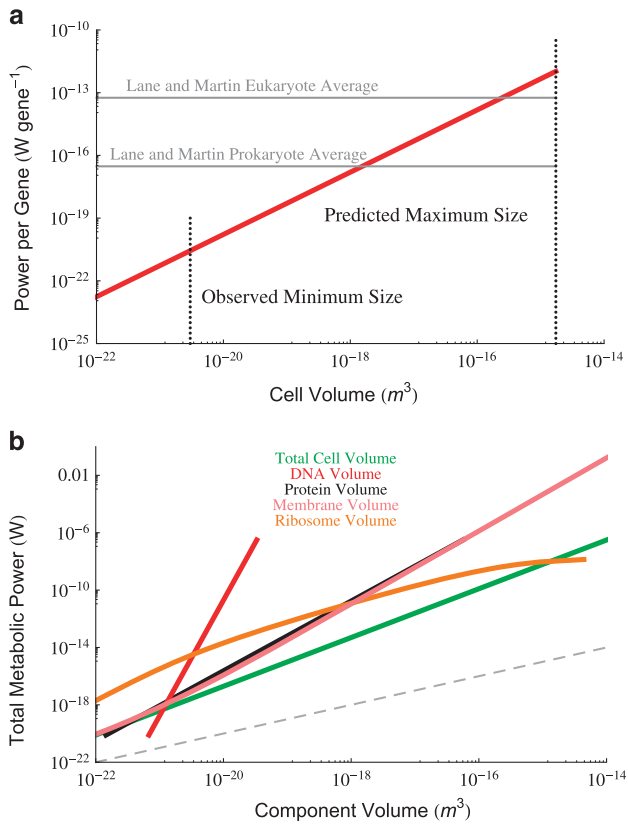 a
Power per Gene (W gene⁻¹)
10⁻¹⁰
10⁻¹³
10⁻¹⁶
10⁻¹⁹
10⁻²²
10⁻²⁵
Lane and Martin Eukaryote Average
Lane and Martin Prokaryote Average
Predicted Maximum Size
Observed Minimum Size
10⁻²² 10⁻²⁰ 10⁻¹⁸ 10⁻¹⁶ 10⁻¹⁴
Cell Volume (m³)
b
Total Metabolic Power (W)
0.01
10⁻⁶
10⁻¹⁰
10⁻¹⁴
10⁻¹⁸
10⁻²²
Total Cell Volume
DNA Volume
Protein Volume
Membrane Volume
Ribosome Volume
10⁻²² 10⁻²⁰ 10⁻¹⁸ 10⁻¹⁶ 10⁻¹⁴
Component Volume (m³)